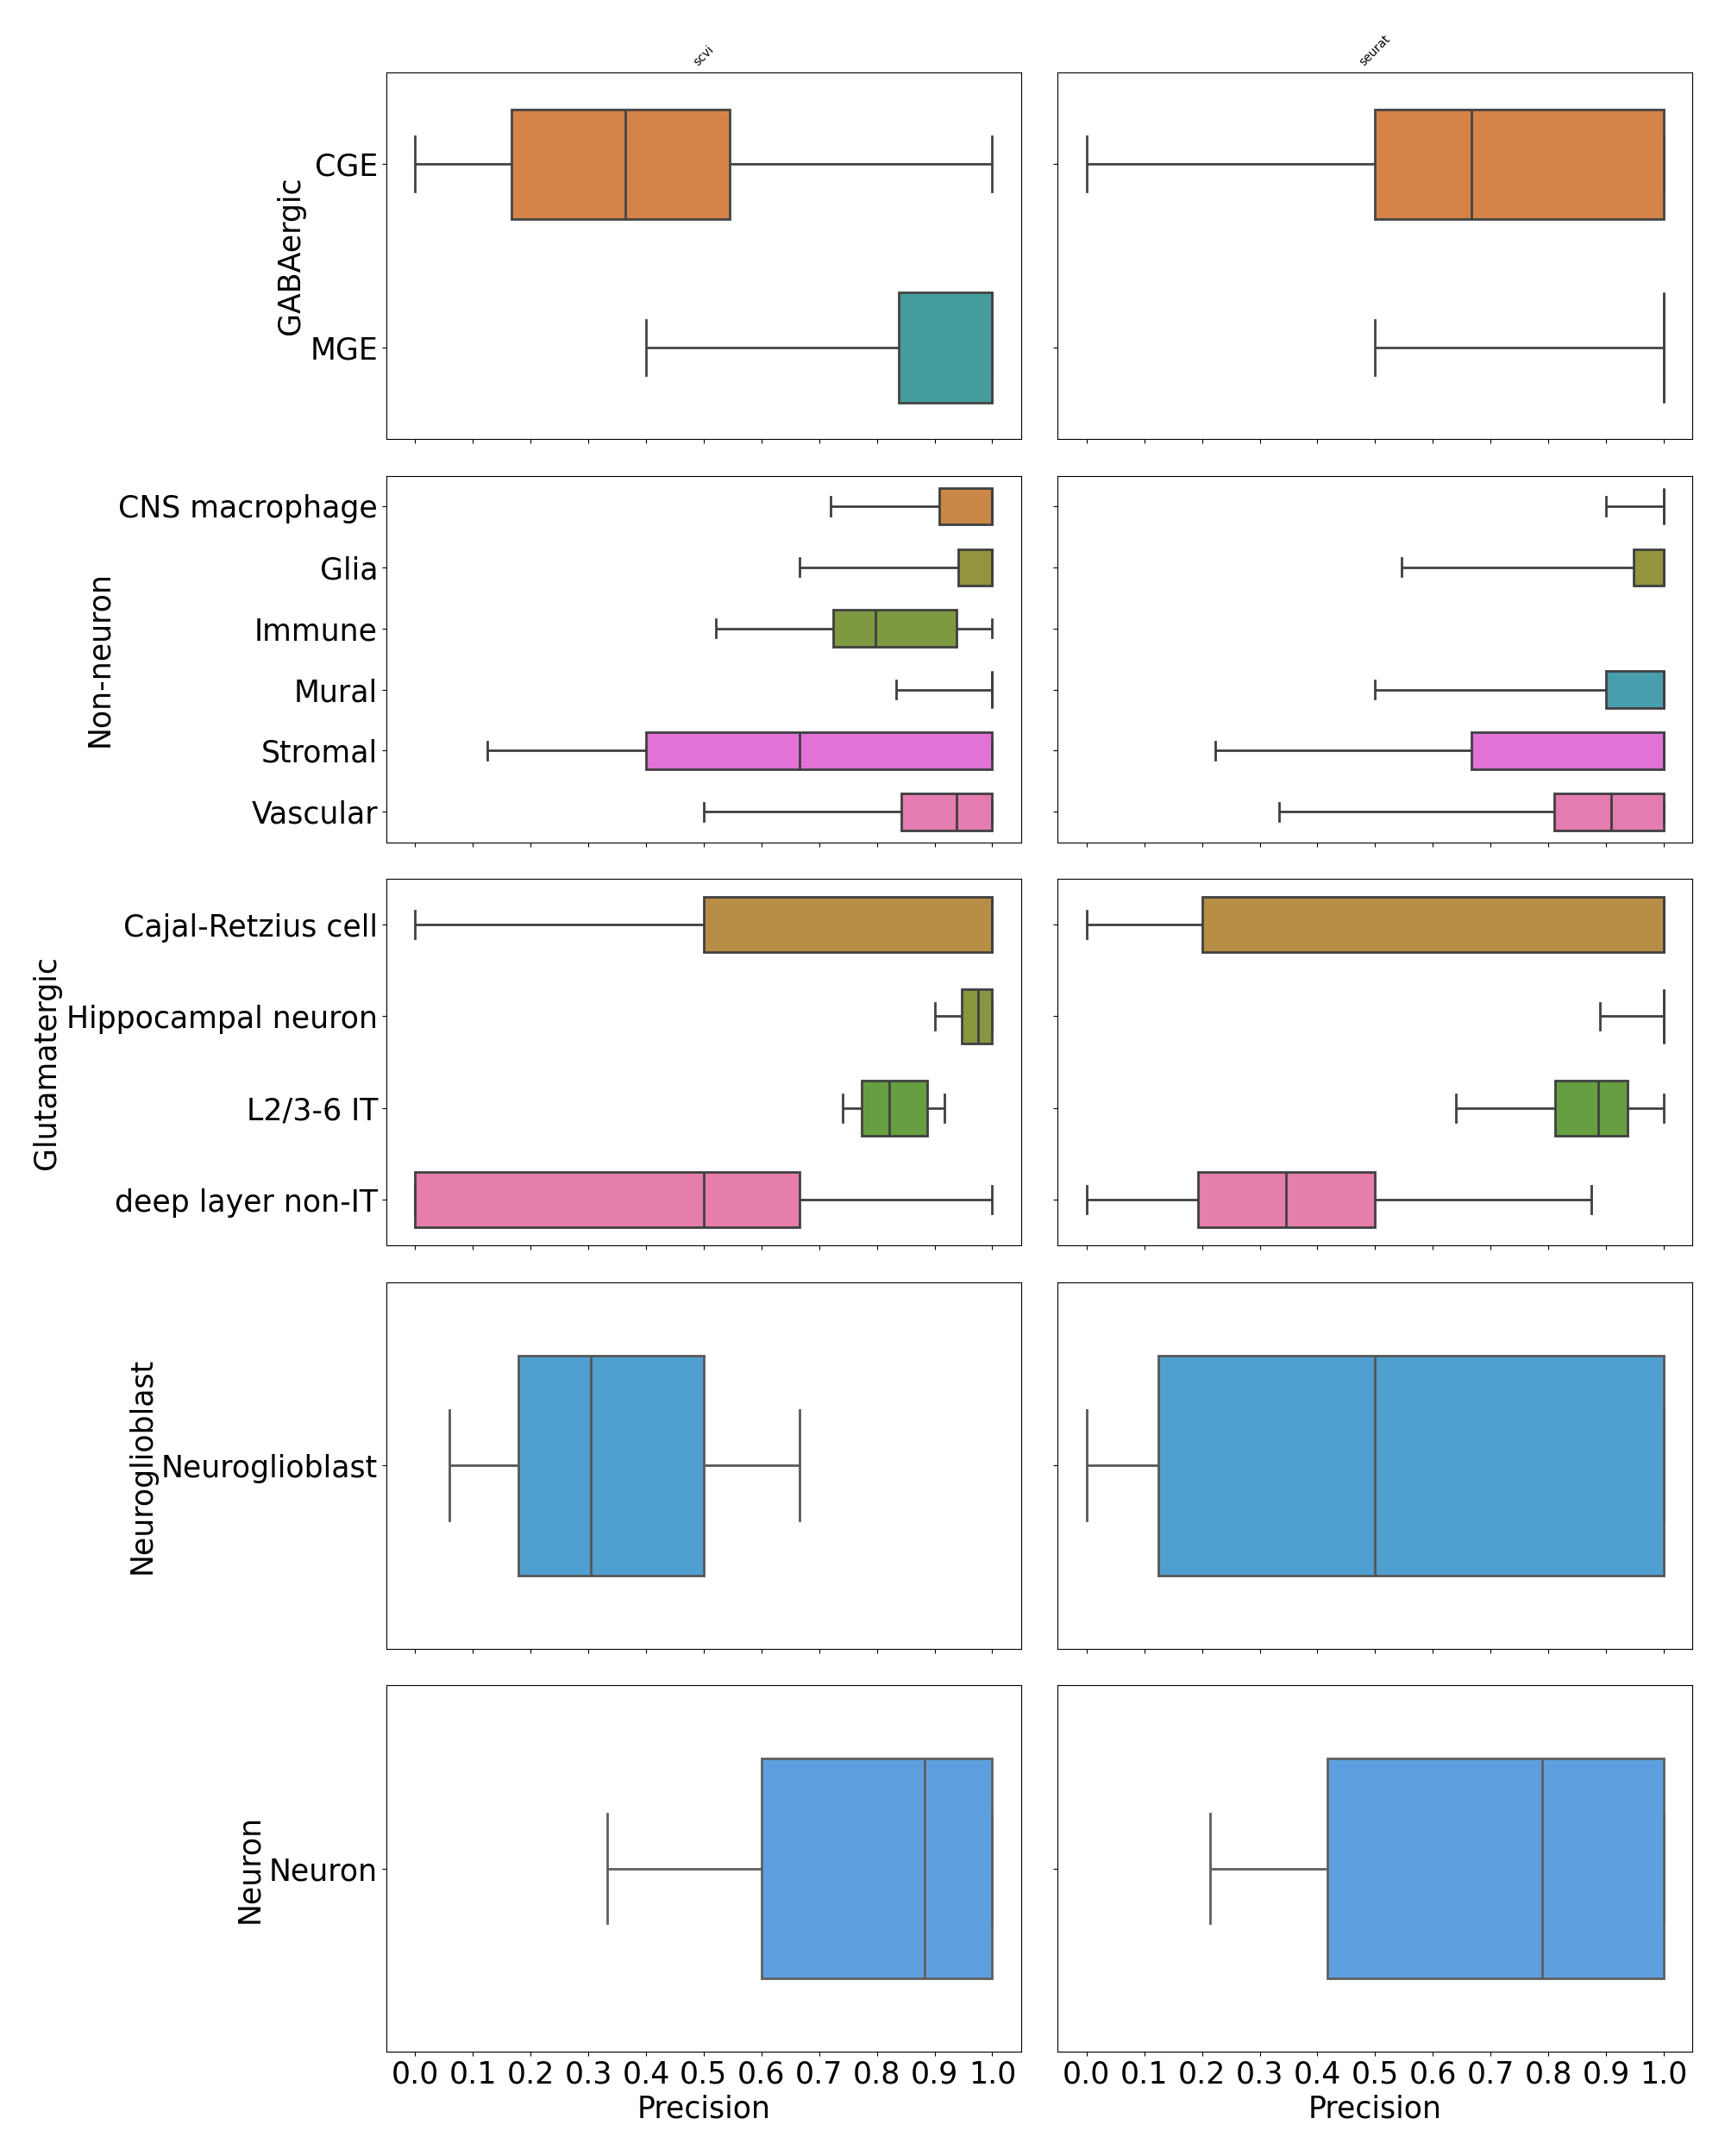 scvi
seurat
GABAergic
CGE
MGE
Non-neuron
CNS macrophage
Glia
Immune
Mural
Stromal
Vascular
Glutamatergic
Cajal-Retzius cell
Hippocampal neuron
L2/3-6 IT
deep layer non-IT
Neuroglioblast
Neuroglioblast
Neuron
Neuron
0.0 0.1 0.2 0.3 0.4 0.5 0.6 0.7 0.8 0.9 1.0
0.0 0.1 0.2 0.3 0.4 0.5 0.6 0.7 0.8 0.9 1.0
Precision
Precision